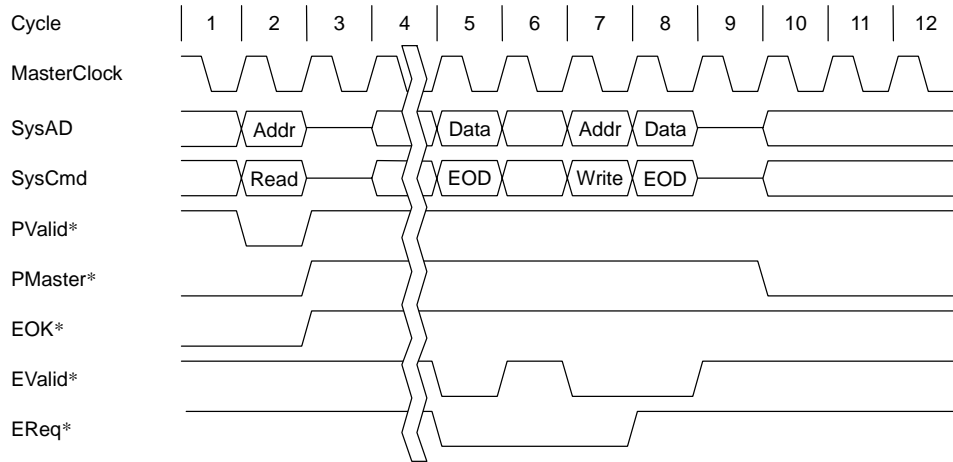 Cycle 1 2 3 4 5 6 7 8 9 10 11 12
MasterClock
SysAD Addr Data Addr Data
SysCmd Read EOD Write EOD
PValid*
PMaster*
EOK*
EValid*
EReq*